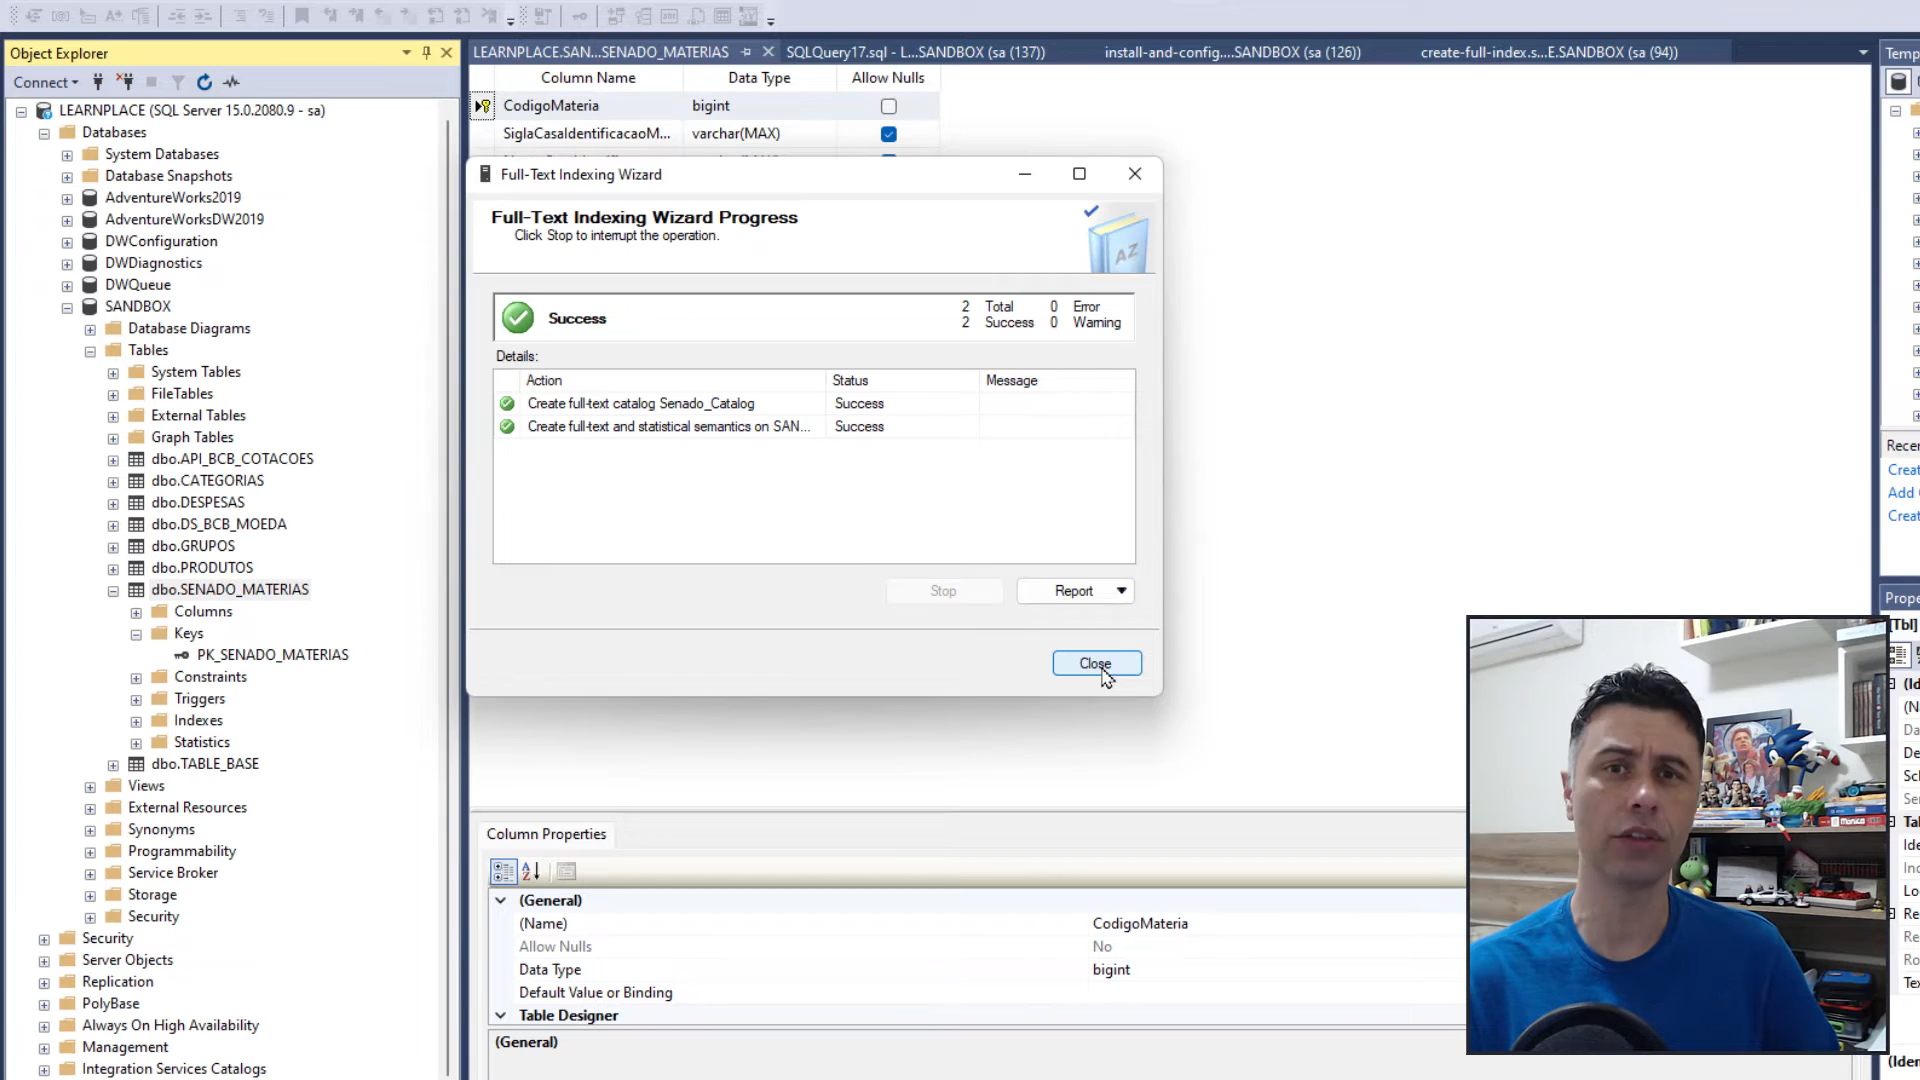 Object Explorer
Connect
LEARNPLACE (SQL Server 15.0.2080.9 - sa)
Databases
System Databases
Database Snapshots
AdventureWorks2019
AdventureWorksDW2019
DWConfiguration
DWDiagnostics
DWQueue
SANDBOX
Database Diagrams
Tables
System Tables
FileTables
External Tables
Graph Tables
dbo.API_BCB_COTACOES
dbo.CATEGORIAS
dbo.DESPESAS
dbo.DS_BCB_MOEDA
dbo.GRUPOS
dbo.PRODUTOS
dbo.SENADO_MATERIAS
Columns
Keys
PK_SENADO_MATERIAS
Constraints
Triggers
Indexes
Statistics
dbo.TABLE_BASE
Views
External Resources
Synonyms
Programmability
Service Broker
Storage
Security
Security
Server Objects
Replication
PolyBase
Always On High Availability
Management
Integration Services Catalogs
LEARNPLACE.SAN...SENADO_MATERIAS
SQLQuery17.sql - L...SANDBOX (sa (137))
install-and-config....SANDBOX (sa (126))
create-full-index.s...E.SANDBOX (sa (94))
Column Name Data Type Allow Nulls
CodigoMateria bigint
SiglaCasaIdentificacaoM... varchar(MAX)
Full-Text Indexing Wizard
Full-Text Indexing Wizard Progress
Click Stop to interrupt the operation.
AZ
Success
2 Total 0 Error
2 Success 0 Warning
Details:
Action Status Message
Create full-text catalog Senado_Catalog Success
Create full-text and statistical semantics on SAN... Success
Stop Report
Close
Column Properties
(General)
(Name) CodigoMateria
Allow Nulls No
Data Type bigint
Default Value or Binding
Table Designer
(General)
Temp
Recen
Creat
Add
Creat
Prope
[Tbl]